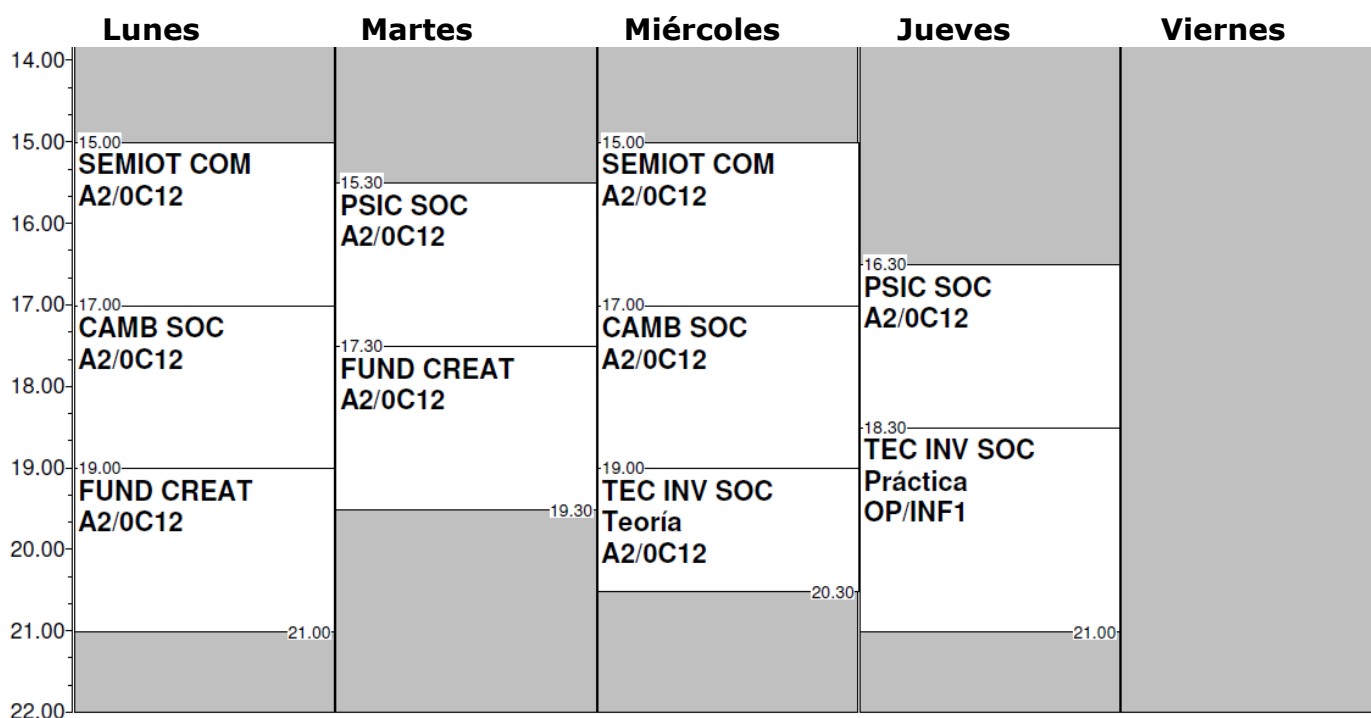 Lunes Martes Miércoles Jueves Viernes
14.00
15.00
16.00
17.00
18.00
19.00
20.00
21.00
22.00
15.00
SEMIOT COM
A2/0C12
17.00
CAMB SOC
A2/0C12
19.00
FUND CREAT
A2/0C12
21.00
15.30
PSIC SOC
A2/0C12
17.30
FUND CREAT
A2/0C12
19.30
15.00
SEMIOT COM
A2/0C12
17.00
CAMB SOC
A2/0C12
19.00
TEC INV SOC
Teoría
A2/0C12
20.30
16.30
PSIC SOC
A2/0C12
18.30
TEC INV SOC
Práctica
OP/INF1
21.00